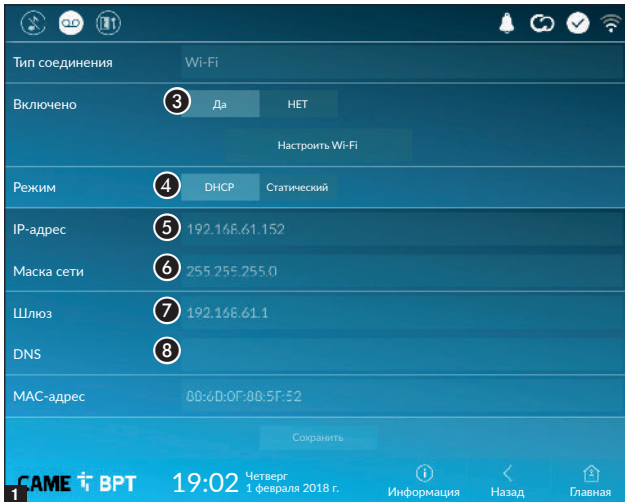 Тип соединения Wi-Fi
Включено 3 Да НЕТ
Настроить Wi-Fi
Режим 4 DHCP Статический
IP-адрес 5 192.168.61.152
Маска сети 6 255.255.255.0
Шлюз 7 192.168.61.1
DNS 8
MAC-адрес
Сохранить
1 CAME BPT 19:02 Четверг
1 февраля 2018 г.
Информация Назад Главная